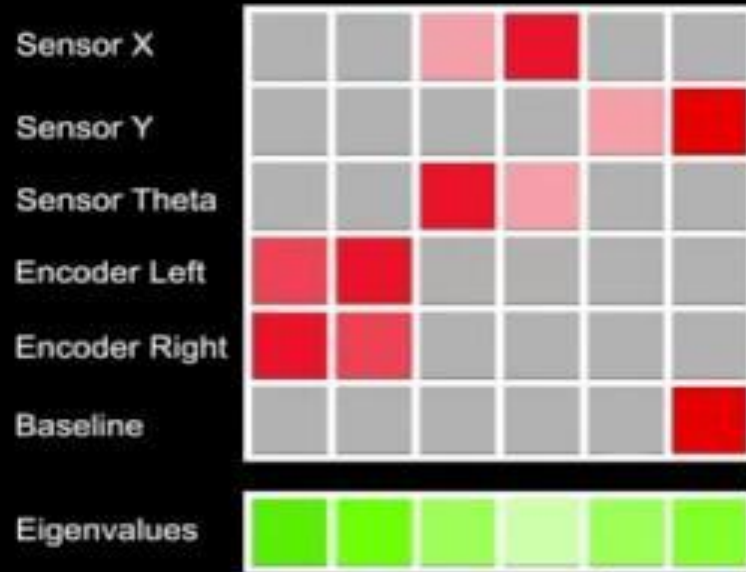 Sensor X
Sensor Y
Sensor Theta
Encoder Left
Encoder Right
Baseline
Eigenvalues